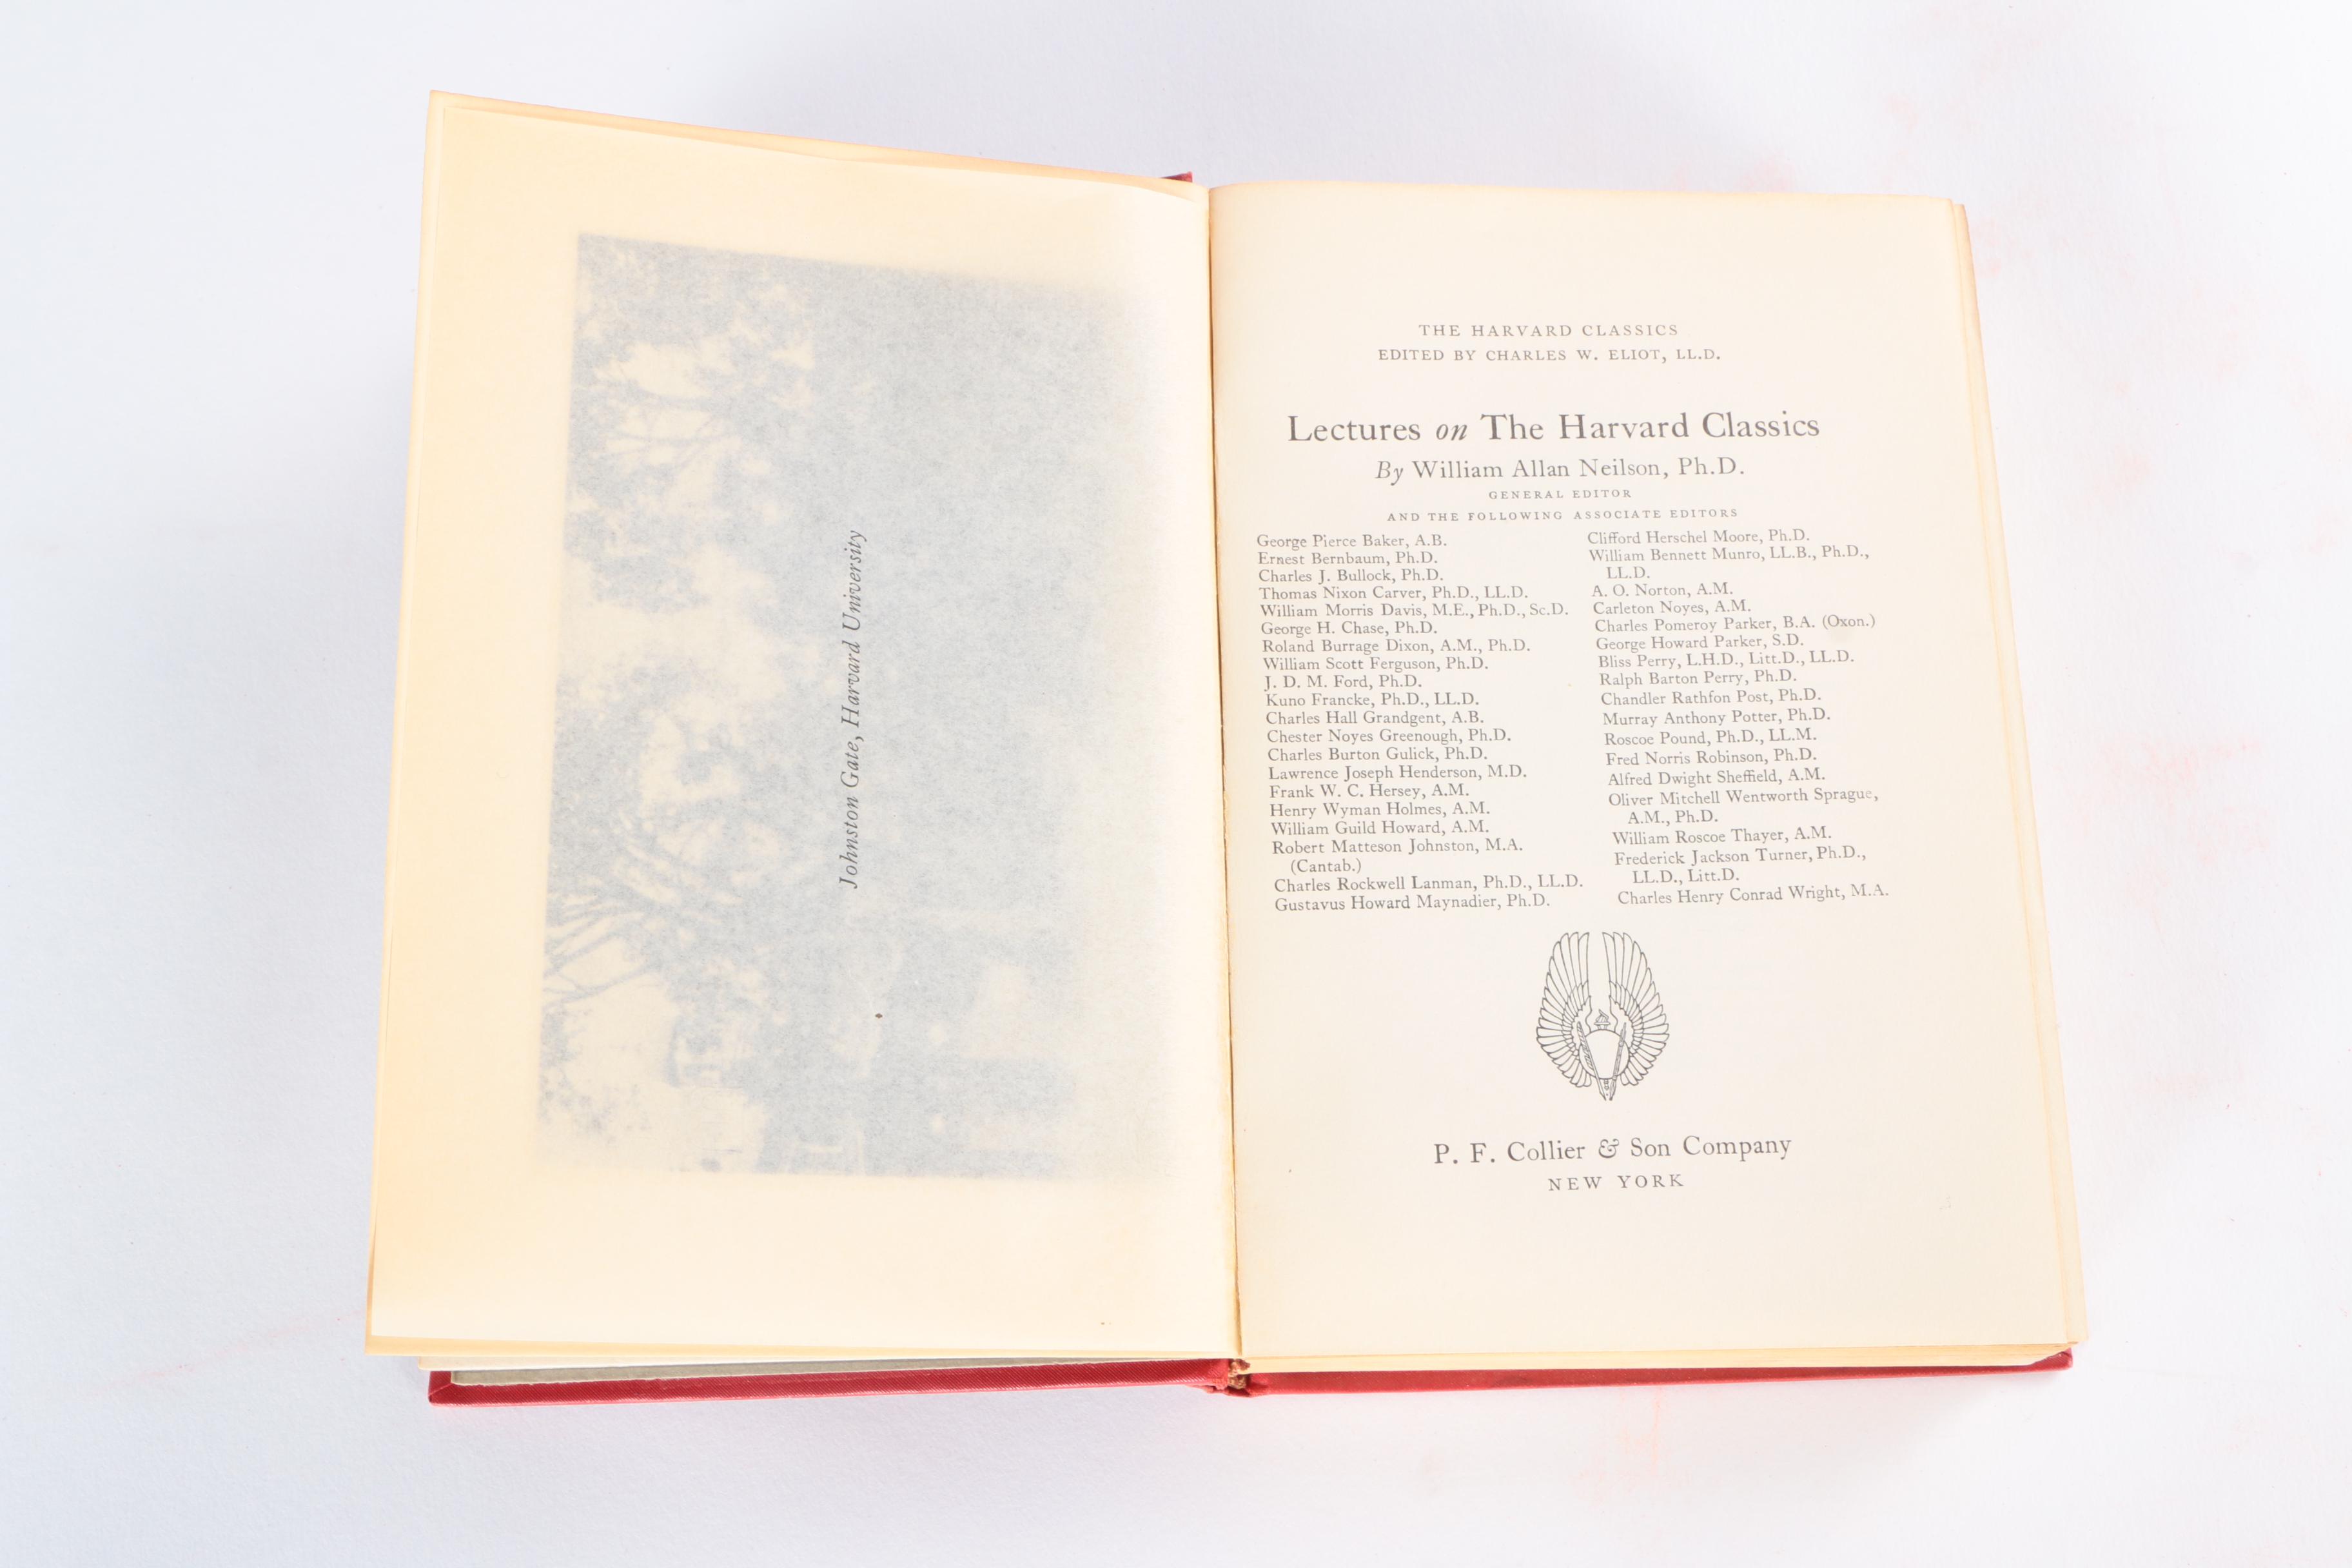 Johnston Gate, Harvard University
THE HARVARD CLASSICS
EDITED BY CHARLES W. ELIOT, LL.D.
Lectures on The Harvard Classics
By William Allan Neilson, Ph.D.
GENERAL EDITOR
AND THE FOLLOWING ASSOCIATE EDITORS
George Pierce Baker, A.B.
Ernest Bernbaum, Ph.D.
Charles J. Bullock, Ph.D.
Thomas Nixon Carver, Ph.D., LL.D.
William Morris Davis, M.E., Ph.D., Sc.D.
George H. Chase, Ph.D.
Roland Burrage Dixon, A.M., Ph.D.
William Scott Ferguson, Ph.D.
J. D. M. Ford, Ph.D.
Kuno Francke, Ph.D., LL.D.
Charles Hall Grandgent, A.B.
Chester Noyes Greenough, Ph.D.
Charles Burton Gulick, Ph.D.
Lawrence Joseph Henderson, M.D.
Frank W. C. Hersey, A.M.
Henry Wyman Holmes, A.M.
William Guild Howard, A.M.
Robert Matteson Johnston, M.A.
(Cantab.)
Charles Rockwell Lanman, Ph.D., LL.D.
Gustavus Howard Maynadier, Ph.D.
Clifford Herschel Moore, Ph.D.
William Bennett Munro, LL.B., Ph.D.,
LL.D.
A. O. Norton, A.M.
Carleton Noyes, A.M.
Charles Pomeroy Parker, B.A. (Oxon.)
George Howard Parker, S.D.
Bliss Perry, L.H.D., Litt.D., LL.D.
Ralph Barton Perry, Ph.D.
Chandler Rathfon Post, Ph.D.
Murray Anthony Potter, Ph.D.
Roscoe Pound, Ph.D., LL.M.
Fred Norris Robinson, Ph.D.
Alfred Dwight Sheffield, A.M.
Oliver Mitchell Wentworth Sprague,
A.M., Ph.D.
William Roscoe Thayer, A.M.
Frederick Jackson Turner, Ph.D.,
LL.D., Litt.D.
Charles Henry Conrad Wright, M.A.
P. F. Collier & Son Company
NEW YORK